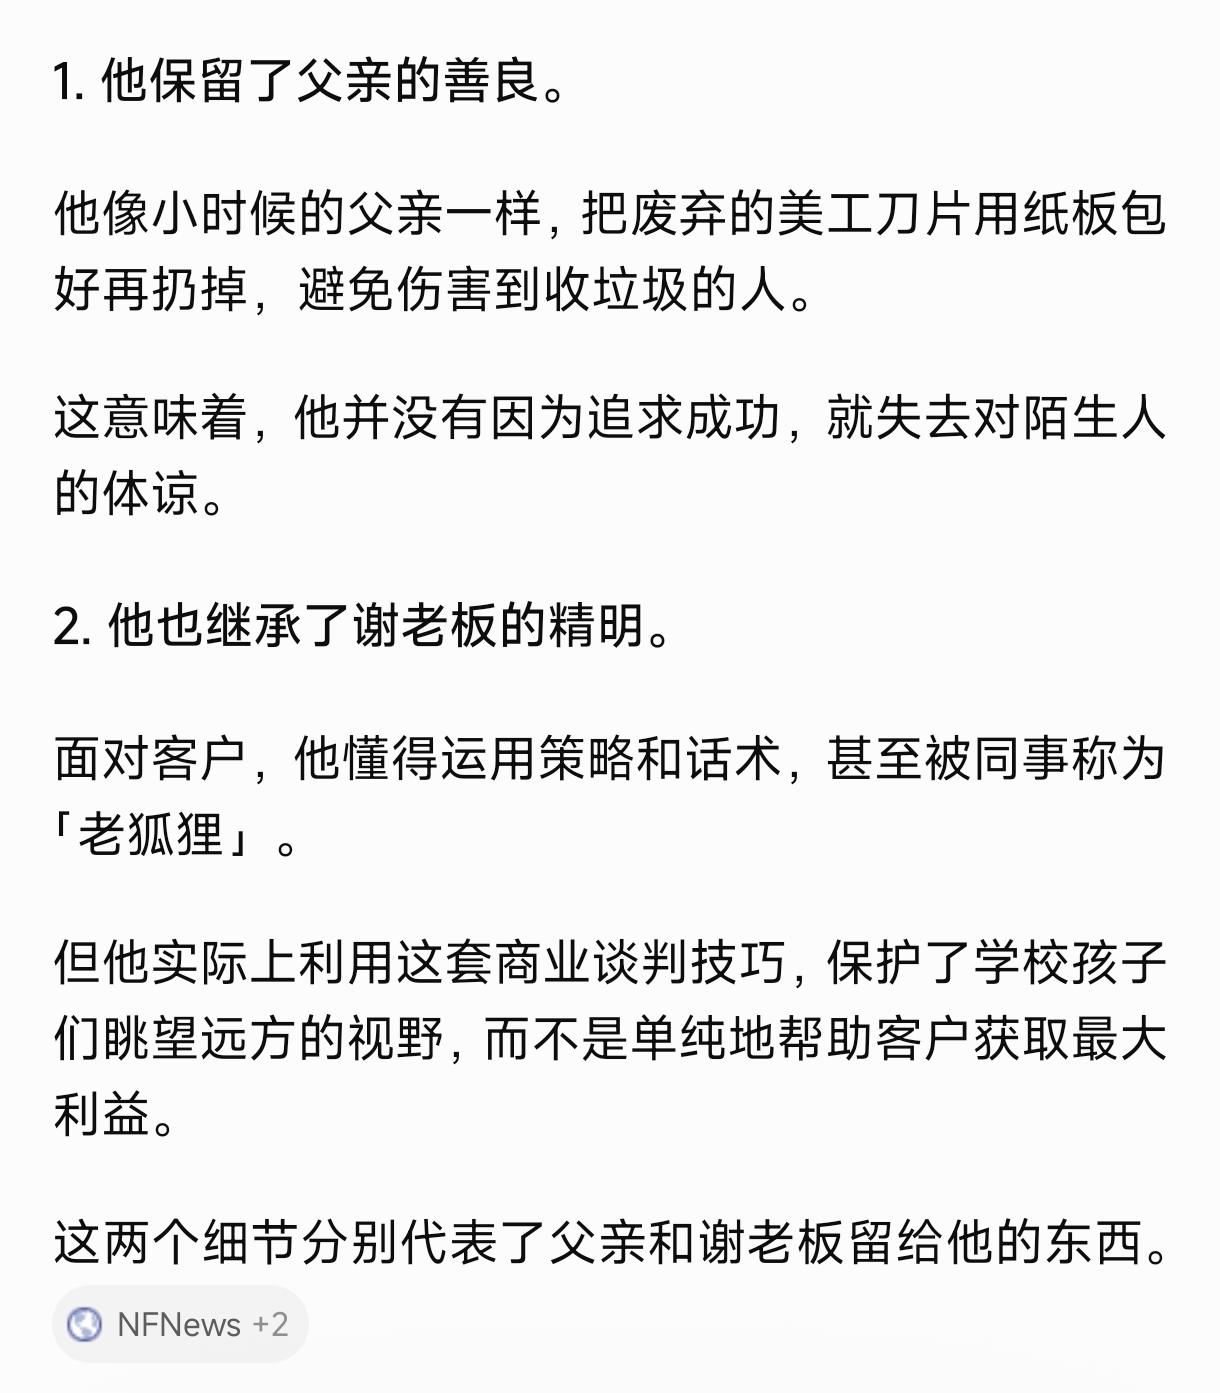 1. 他保留了父亲的善良。
他像小时候的父亲一样，把废弃的美工刀片用纸板包
好再扔掉，避免伤害到收垃圾的人。
这意味着，他并没有因为追求成功，就失去对陌生人
的体谅。
2. 他也继承了谢老板的精明。
面对客户，他懂得运用策略和话术，甚至被同事称为
「老狐狸」。
但他实际上利用这套商业谈判技巧，保护了学校孩子
们眺望远方的视野，而不是单纯地帮助客户获取最大
利益。
这两个细节分别代表了父亲和谢老板留给他的东西。
NFNews +2